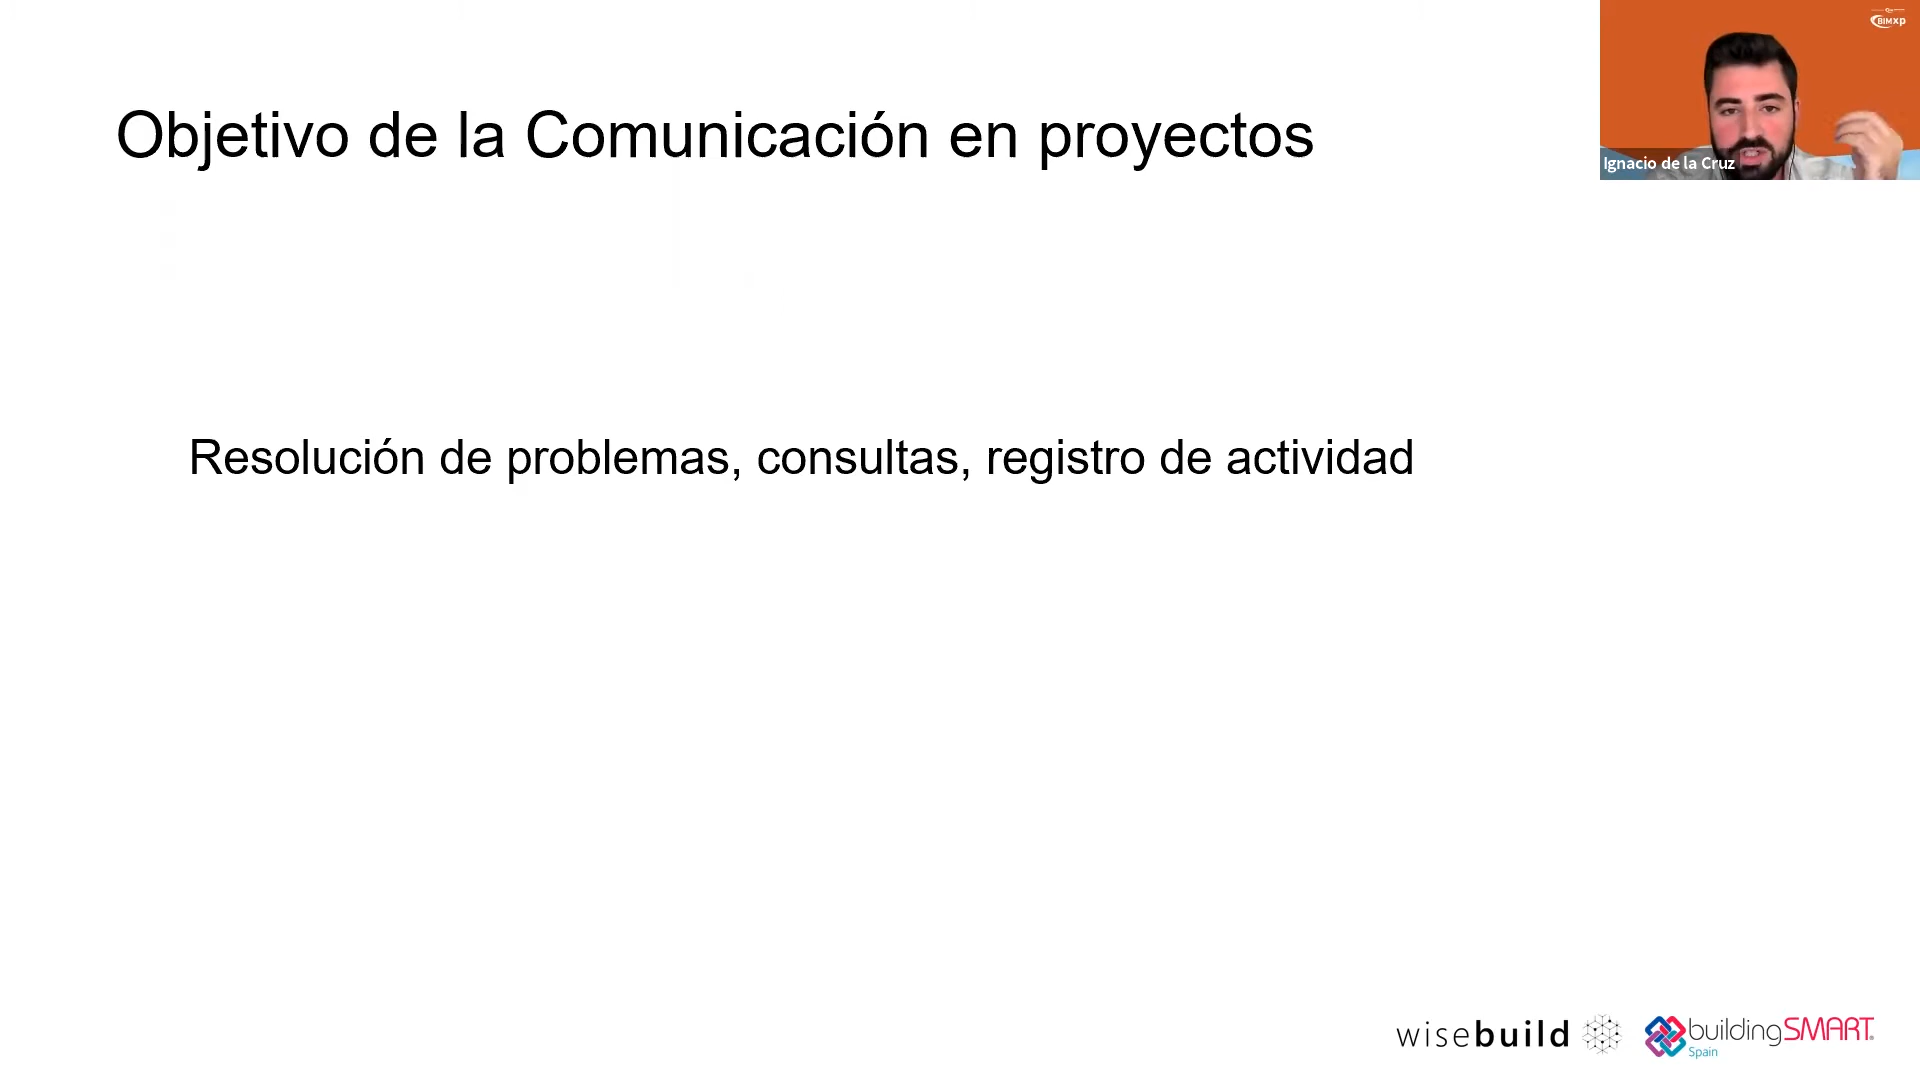 BIMxp
Objetivo de la Comunicación en proyectos
Ignacio de la Cruz
Resolución de problemas, consultas, registro de actividad
wisebuild
buildingSMART
Spain